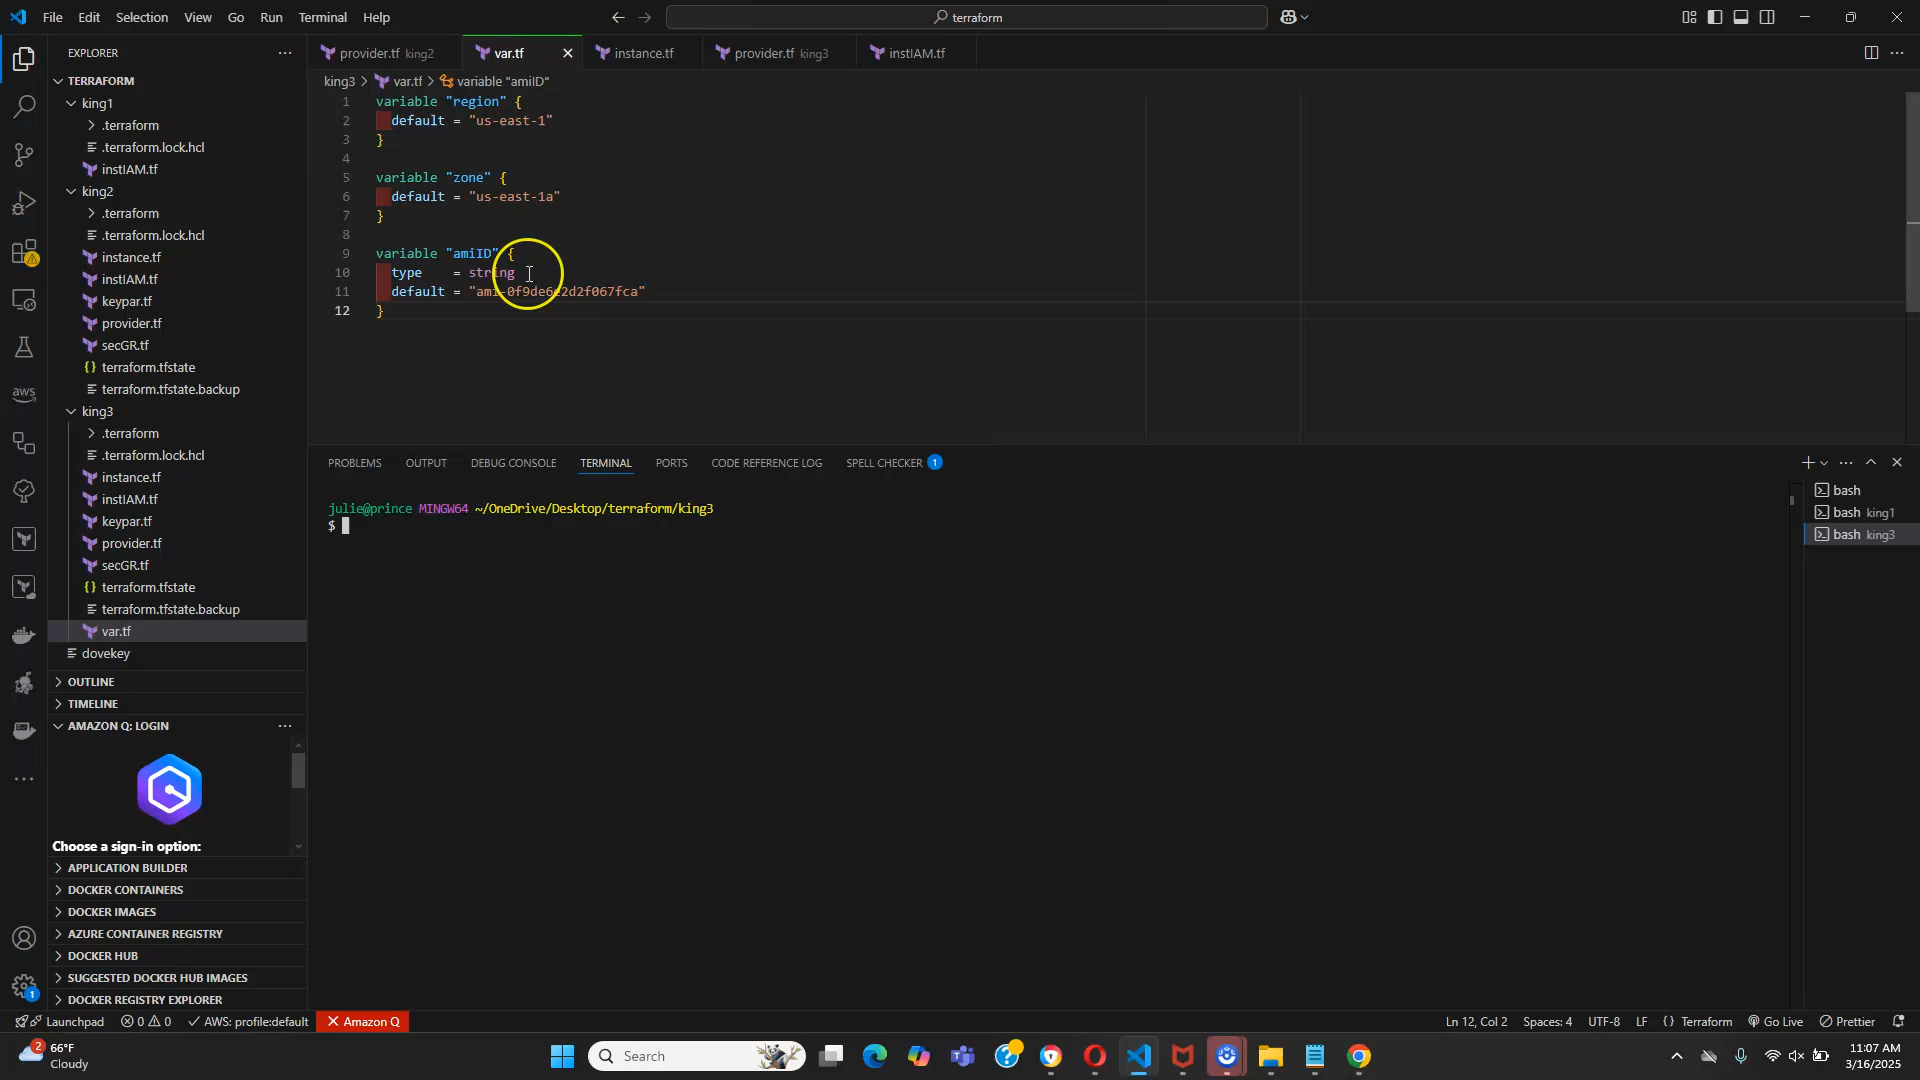 File Edit Selection View Go Run Terminal Help
terraform
EXPLORER
provider.tf king2
var.tf
instance.tf
provider.tf king3
instIAM.tf
TERRAFORM
king3 > var.tf > variable "amiID"
king1
.terraform
.terraform.lock.hcl
instIAM.tf
king2
.terraform
.terraform.lock.hcl
instance.tf
instIAM.tf
keypar.tf
provider.tf
secGR.tf
terraform.tfstate
terraform.tfstate.backup
king3
.terraform
.terraform.lock.hcl
instance.tf
instIAM.tf
keypar.tf
provider.tf
secGR.tf
terraform.tfstate
terraform.tfstate.backup
var.tf
dovekey
OUTLINE
TIMELINE
AMAZON Q: LOGIN
Choose a sign-in option:
APPLICATION BUILDER
DOCKER CONTAINERS
DOCKER IMAGES
AZURE CONTAINER REGISTRY
DOCKER HUB
SUGGESTED DOCKER HUB IMAGES
DOCKER REGISTRY EXPLORER
aws
1
1 variable "region" {
2 default = "us-east-1"
3 }
4
5 variable "zone" {
6 default = "us-east-1a"
7 }
8
9 variable "amiID" {
10 type = string
11 default = "ami-0f9de6e2d2f067fca"
12 }
PROBLEMS OUTPUT DEBUG CONSOLE TERMINAL PORTS CODE REFERENCE LOG SPELL CHECKER 1
julie@prince MINGW64 ~/OneDrive/Desktop/terraform/king3
$
bash
bash king1
bash king3
Launchpad 0 0 AWS: profile:default Amazon Q
Ln 12, Col 2 Spaces: 4 UTF-8 LF {} Terraform Go Live Prettier
2
66°F
Cloudy
Search
11:07 AM
3/16/2025